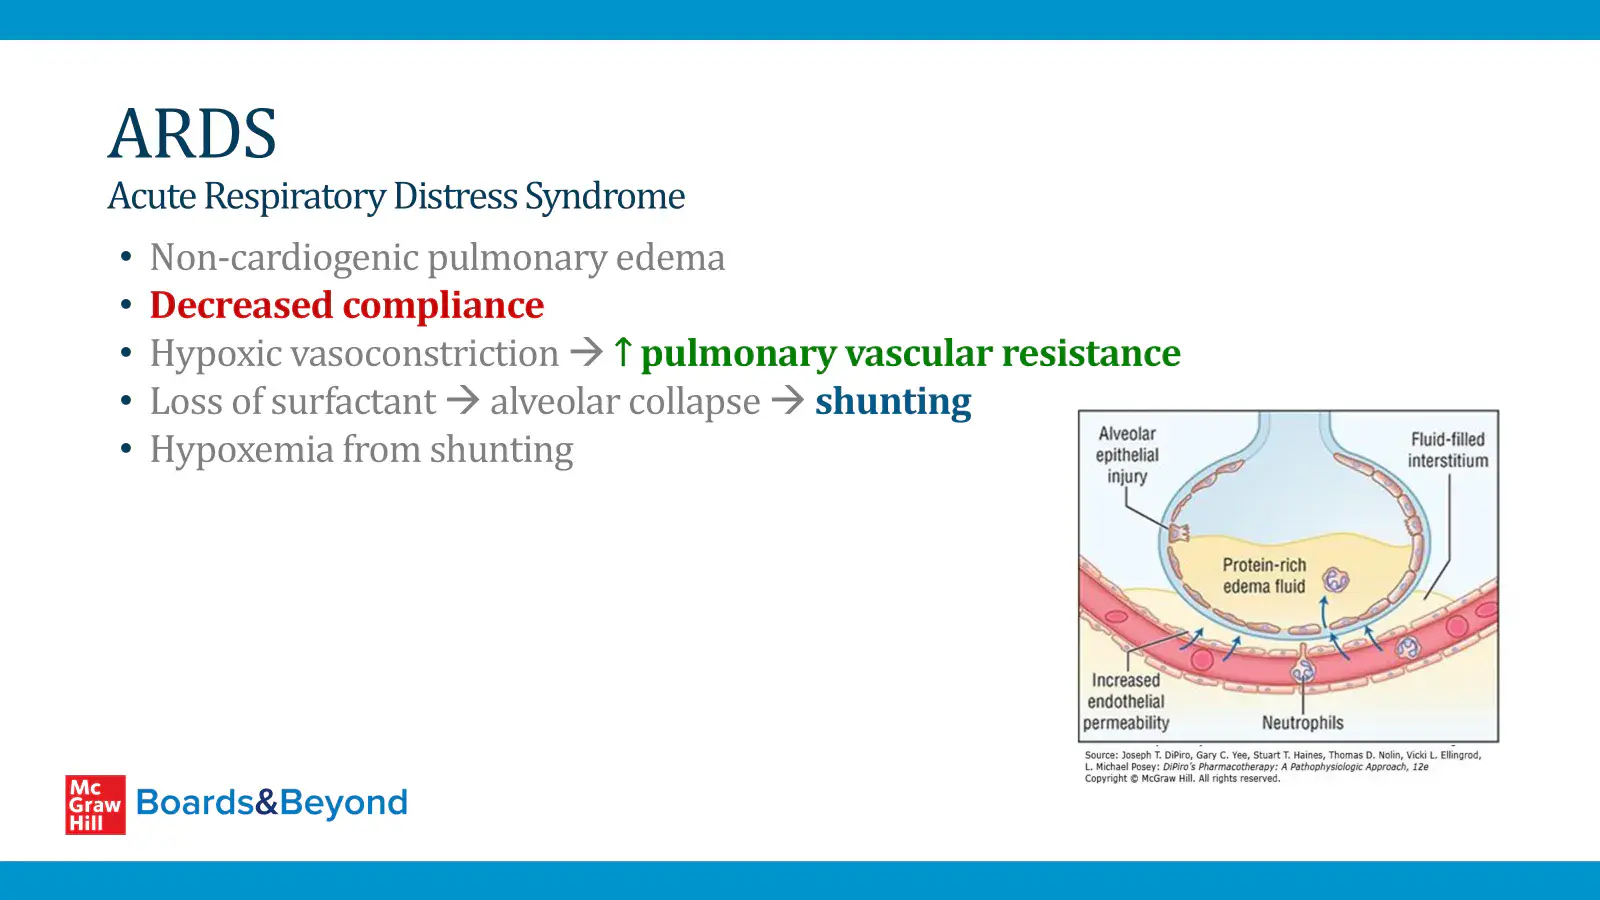 ARDS
Acute Respiratory Distress Syndrome
• Non-cardiogenic pulmonary edema
• Decreased compliance
• Hypoxic vasoconstriction → ↑ pulmonary vascular resistance
• Loss of surfactant → alveolar collapse → shunting
• Hypoxemia from shunting
Alveolar
epithelial
injury
Fluid-filled
interstitium
Protein-rich
edema fluid
Increased
endothelial
permeability
Neutrophils
Source: Joseph T. DiPiro, Gary C. Yee, Stuart T. Haines, Thomas D. Nolin, Vicki L. Ellingrod,
L. Michael Posey: DiPiro's Pharmacotherapy: A Pathophysiologic Approach, 12e
Copyright © McGraw Hill. All rights reserved.
Mc
Graw
Hill
Boards&Beyond